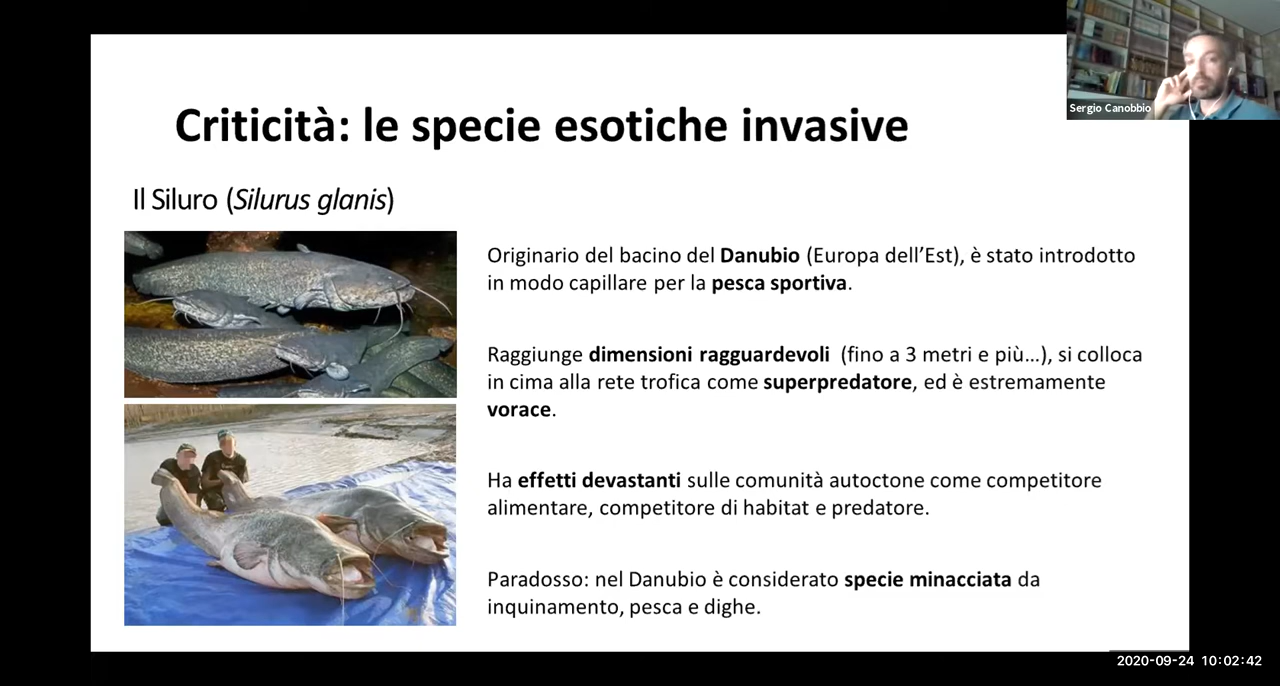 Sergio Canobbio
Criticità: le specie esotiche invasive
Il Siluro (Silurus glanis)
Originario del bacino del Danubio (Europa dell’Est), è stato introdotto
in modo capillare per la pesca sportiva.
Raggiunge dimensioni ragguardevoli (fino a 3 metri e più…), si colloca
in cima alla rete trofica come superpredatore, ed è estremamente
vorace.
Ha effetti devastanti sulle comunità autoctone come competitore
alimentare, competitore di habitat e predatore.
Paradosso: nel Danubio è considerato specie minacciata da
inquinamento, pesca e dighe.
2020-09-24 10:02:42